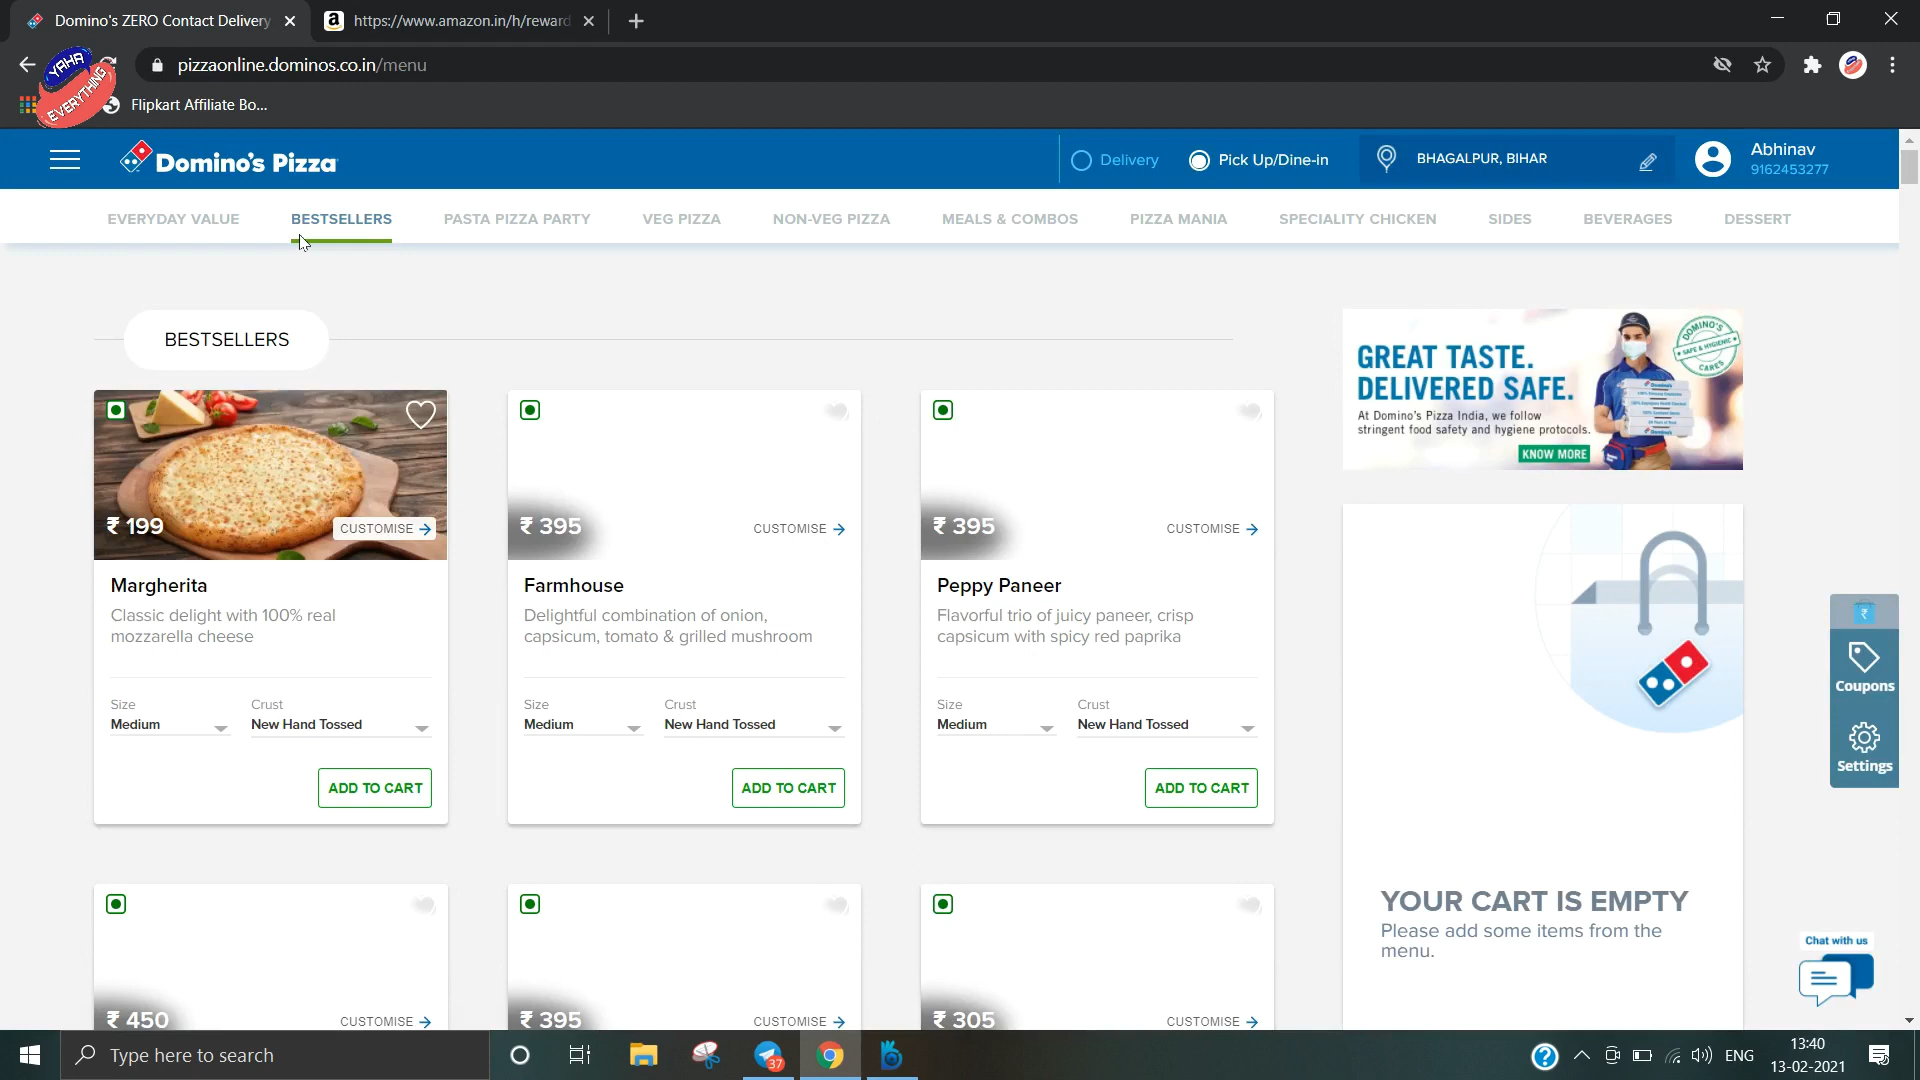 Domino's ZERO Contact Delivery
https://www.amazon.in/h/reward
pizzaonline.dominos.co.in/menu
YAHA
EVERYTHING
Flipkart Affiliate Bo...
Domino's Pizza
Delivery
Pick Up/Dine-in
BHAGALPUR, BIHAR
Abhinav
9162453277
EVERYDAY VALUE
BESTSELLERS
PASTA PIZZA PARTY
VEG PIZZA
NON-VEG PIZZA
MEALS & COMBOS
PIZZA MANIA
SPECIALITY CHICKEN
SIDES
BEVERAGES
DESSERT
BESTSELLERS
₹ 199
CUSTOMISE
Margherita
Classic delight with 100% real
mozzarella cheese
Size
Medium
Crust
New Hand Tossed
ADD TO CART
₹ 395
CUSTOMISE
Farmhouse
Delightful combination of onion,
capsicum, tomato & grilled mushroom
Size
Medium
Crust
New Hand Tossed
ADD TO CART
₹ 395
CUSTOMISE
Peppy Paneer
Flavorful trio of juicy paneer, crisp
capsicum with spicy red paprika
Size
Medium
Crust
New Hand Tossed
ADD TO CART
₹ 450
CUSTOMISE
₹ 395
CUSTOMISE
₹ 305
CUSTOMISE
GREAT TASTE.
DELIVERED SAFE.
At Domino's Pizza India, we follow
stringent food safety and hygiene protocols.
KNOW MORE
DOMINO'S
SAFE & HYGIENIC
CARES
YOUR CART IS EMPTY
Please add some items from the
menu.
₹
Coupons
Settings
Chat with us
Type here to search
37
ENG
13:40
13-02-2021